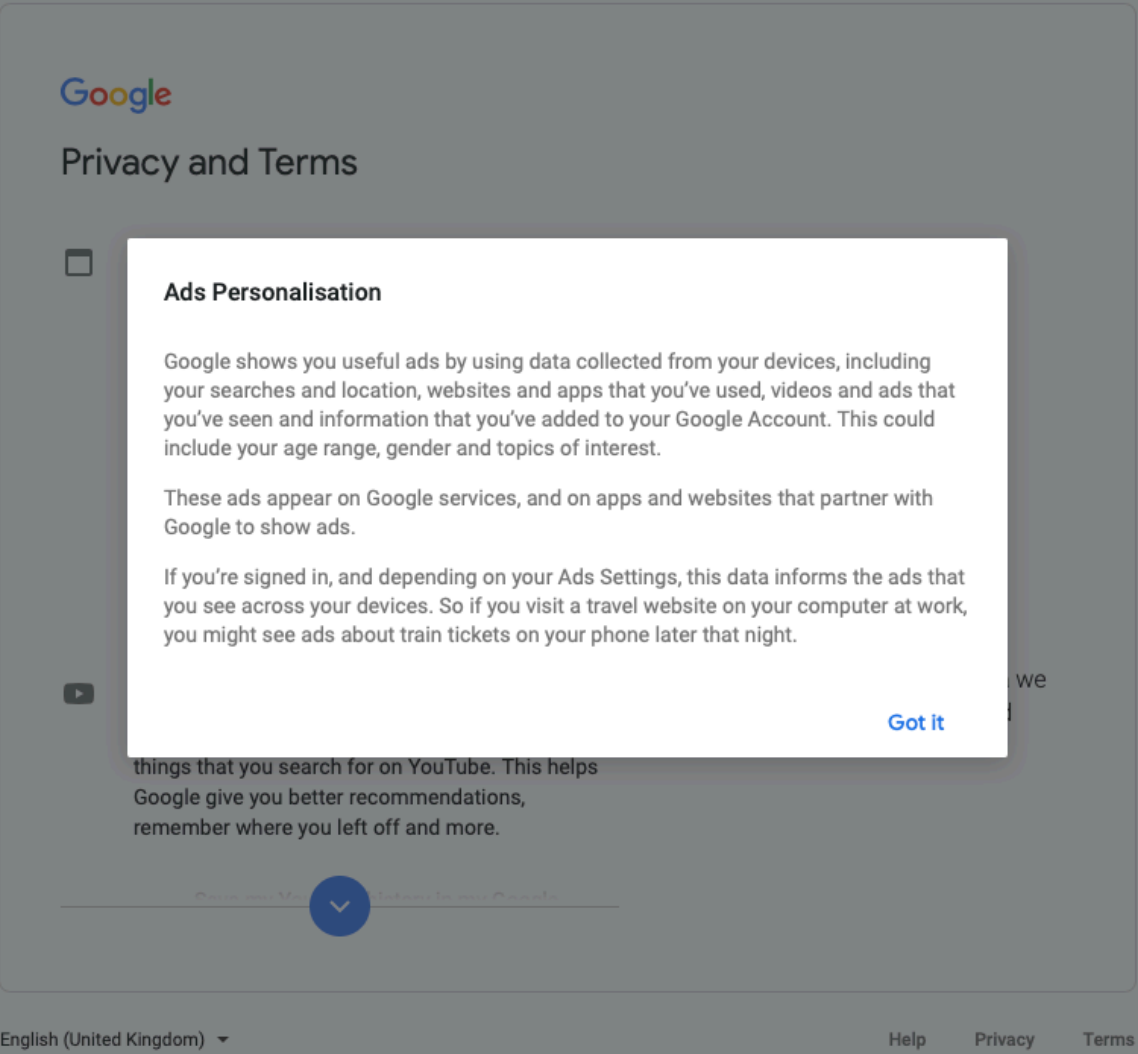 Google
Privacy and Terms
Ads Personalisation
Google shows you useful ads by using data collected from your devices, including
your searches and location, websites and apps that you’ve used, videos and ads that
you’ve seen and information that you’ve added to your Google Account. This could
include your age range, gender and topics of interest.
These ads appear on Google services, and on apps and websites that partner with
Google to show ads.
If you’re signed in, and depending on your Ads Settings, this data informs the ads that
you see across your devices. So if you visit a travel website on your computer at work,
you might see ads about train tickets on your phone later that night.
we
Got it
things that you search for on YouTube. This helps
Google give you better recommendations,
remember where you left off and more.
English (United Kingdom)
Help Privacy Terms